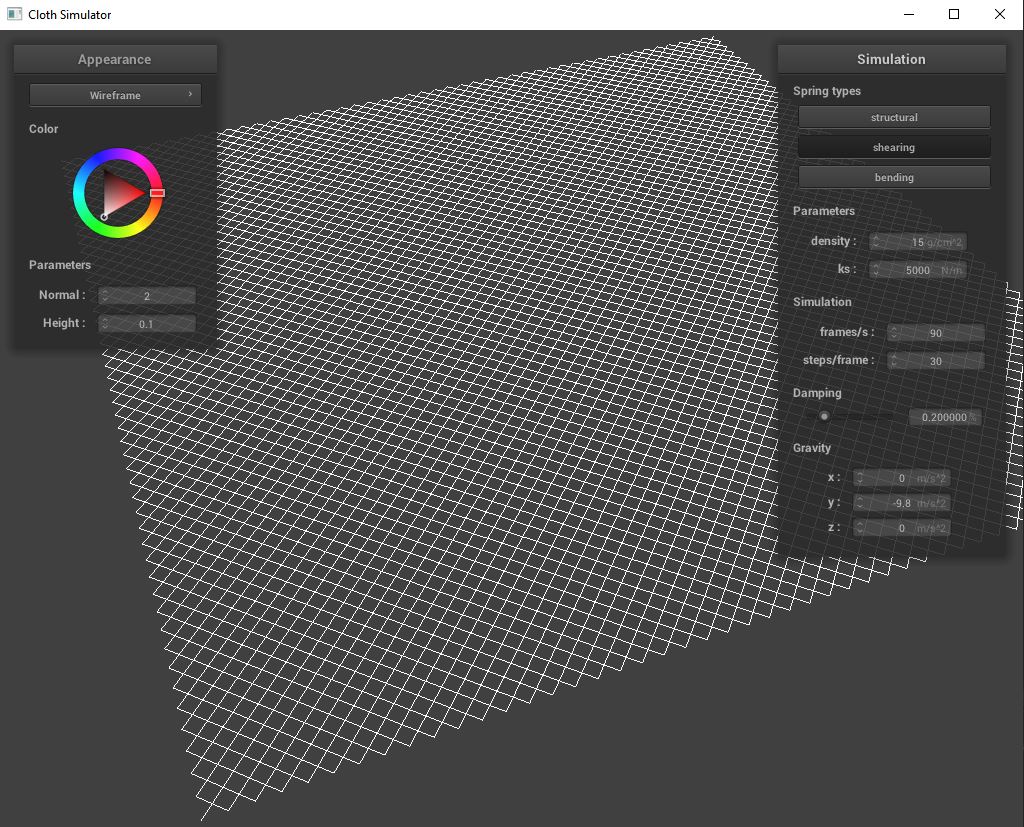 Cloth Simulator
Appearance
Wireframe
Color
Parameters
Normal : 2
Height : 0.1
Simulation
Spring types
structural
shearing
bending
Parameters
density : 15 g/cm^2
ks : 5000 N/m
Simulation
frames/s : 90
steps/frame : 30
Damping
0.200000 %
Gravity
x : 0 m/s^2
y : -9.8 m/s^2
z : 0 m/s^2